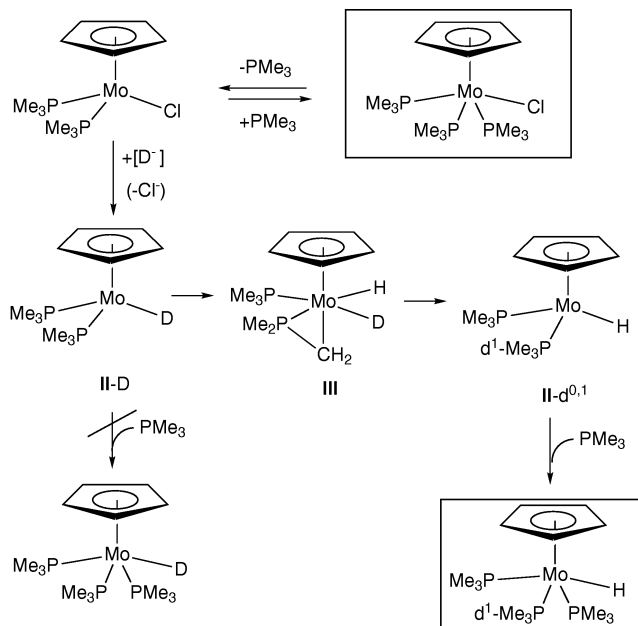 Mo
Me₃P
Me₃P
Cl
-PMe₃
+PMe₃
Mo
Me₃P
Cl
Me₃P PMe₃
+[D⁻]
(-Cl⁻)
Mo
Me₃P
Me₃P
D
II-D
Mo
H
Me₃P
Me₂P
D
CH₂
III
Mo
Me₃P
H
d¹-Me₃P
II-d⁰,¹
PMe₃
Mo
Me₃P
D
Me₃P PMe₃
PMe₃
Mo
Me₃P
H
d¹-Me₃P PMe₃